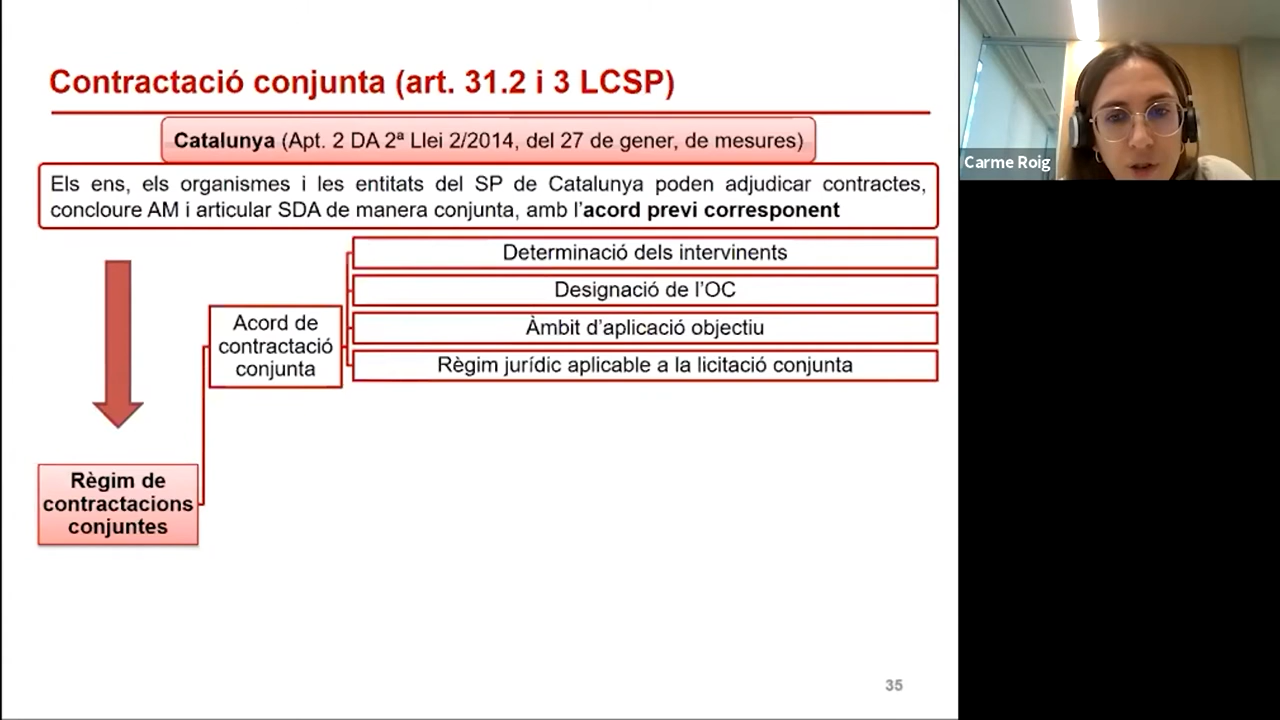 Contractació conjunta (art. 31.2 i 3 LCSP)
Catalunya (Apt. 2 DA 2ª Llei 2/2014, del 27 de gener, de mesures)
Els ens, els organismes i les entitats del SP de Catalunya poden adjudicar contractes,
concloure AM i articular SDA de manera conjunta, amb l’acord previ corresponent
Determinació dels intervinents
Designació de l’OC
Àmbit d’aplicació objectiu
Règim jurídic aplicable a la licitació conjunta
Acord de
contractació
conjunta
Règim de
contractacions
conjuntes
35
Carme Roig